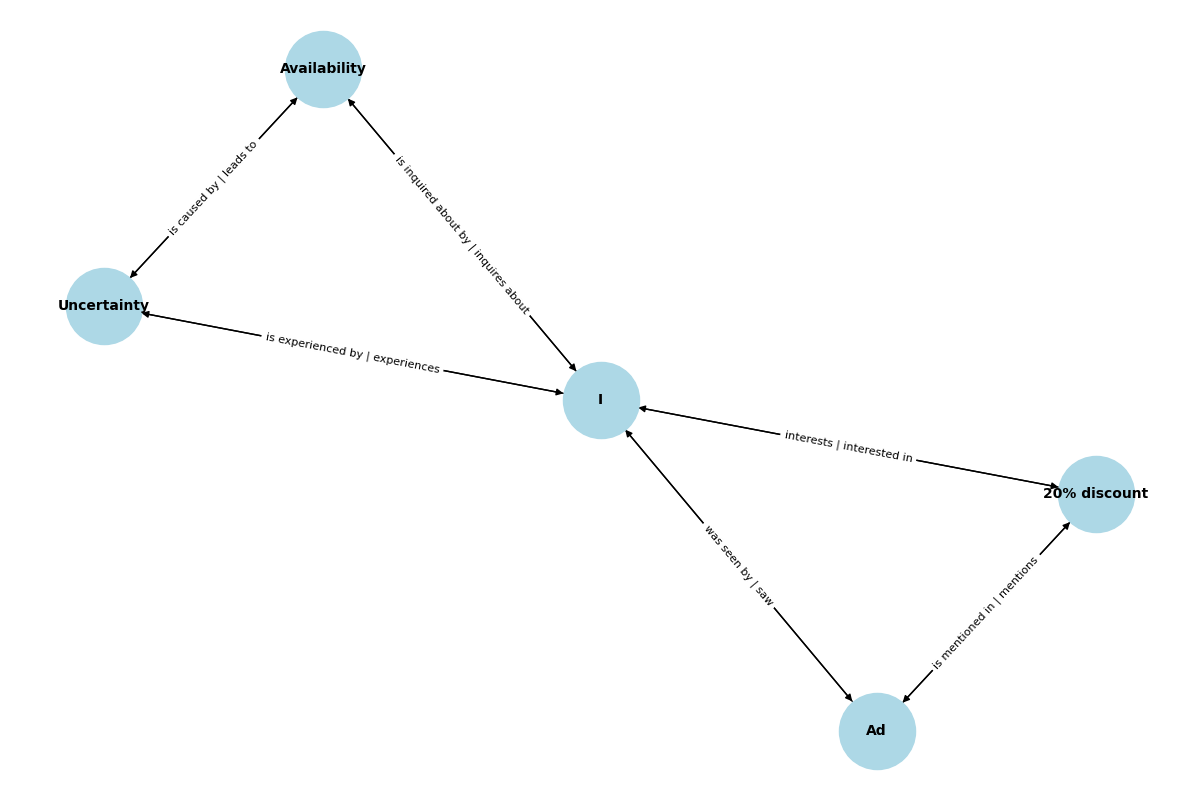 Availability
is caused by | leads to
is inquired about by | inquires about
Uncertainty
is experienced by | experiences
I
interests | interested in
20% discount
was seen by | saw
is mentioned in | mentions
Ad